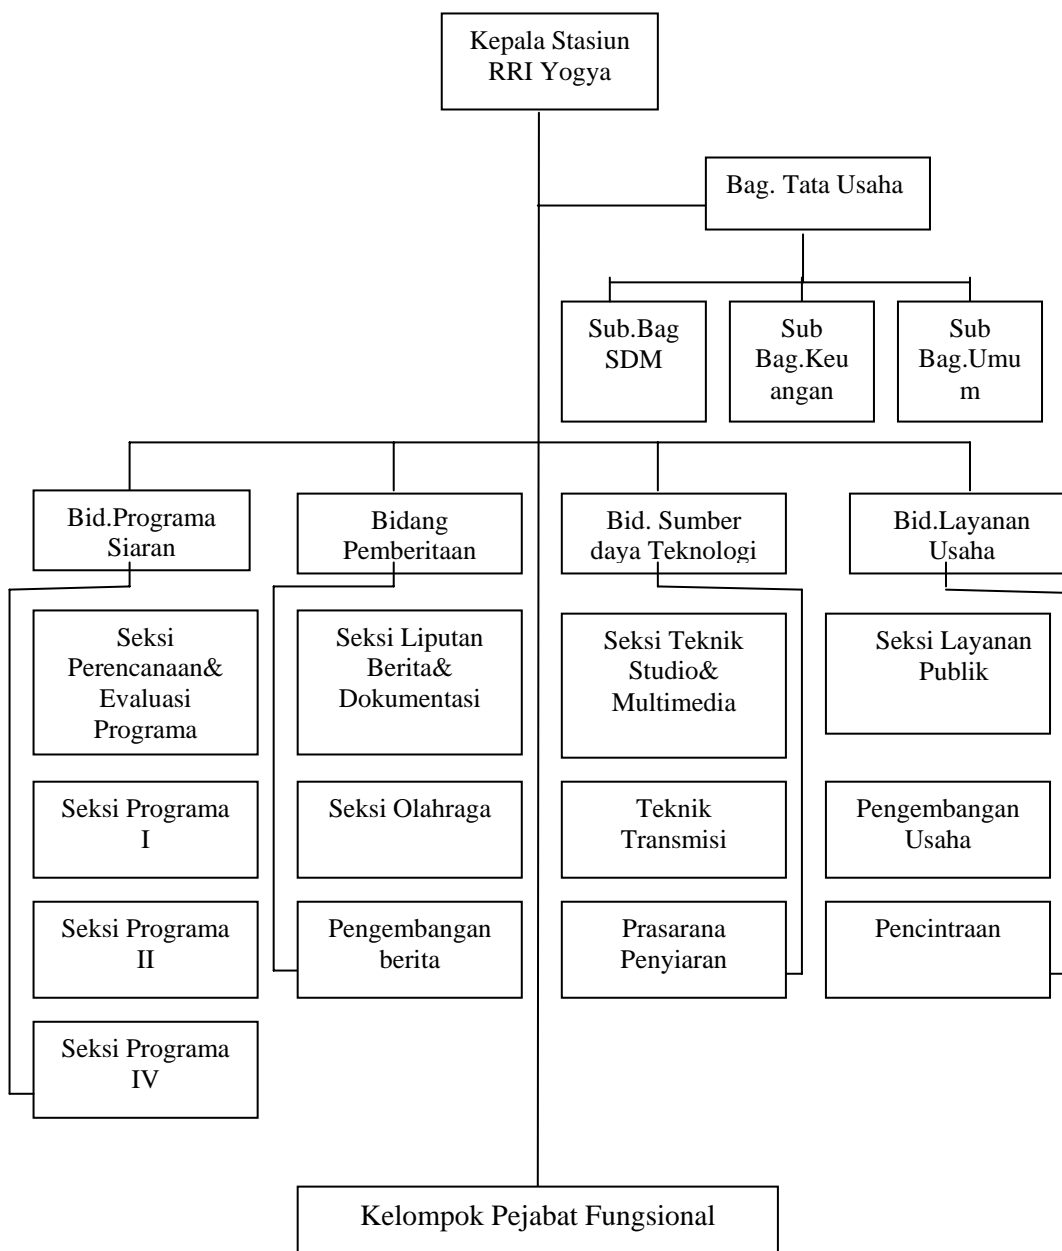 Kepala Stasiun
RRI Yogya
Bag. Tata Usaha
Sub.Bag
SDM
Sub
Bag.Keu
angan
Sub
Bag.Umu
m
Bid.Programa
Siaran
Bidang
Pemberitaan
Bid. Sumber
daya Teknologi
Bid.Layanan
Usaha
Seksi
Perencanaan&
Evaluasi
Programa
Seksi Liputan
Berita&
Dokumentasi
Seksi Teknik
Studio&
Multimedia
Seksi Layanan
Publik
Seksi Programa
I
Seksi Olahraga
Teknik
Transmisi
Pengembangan
Usaha
Seksi Programa
II
Pengembangan
berita
Prasarana
Penyiaran
Pencintraan
Seksi Programa
IV
Kelompok Pejabat Fungsional